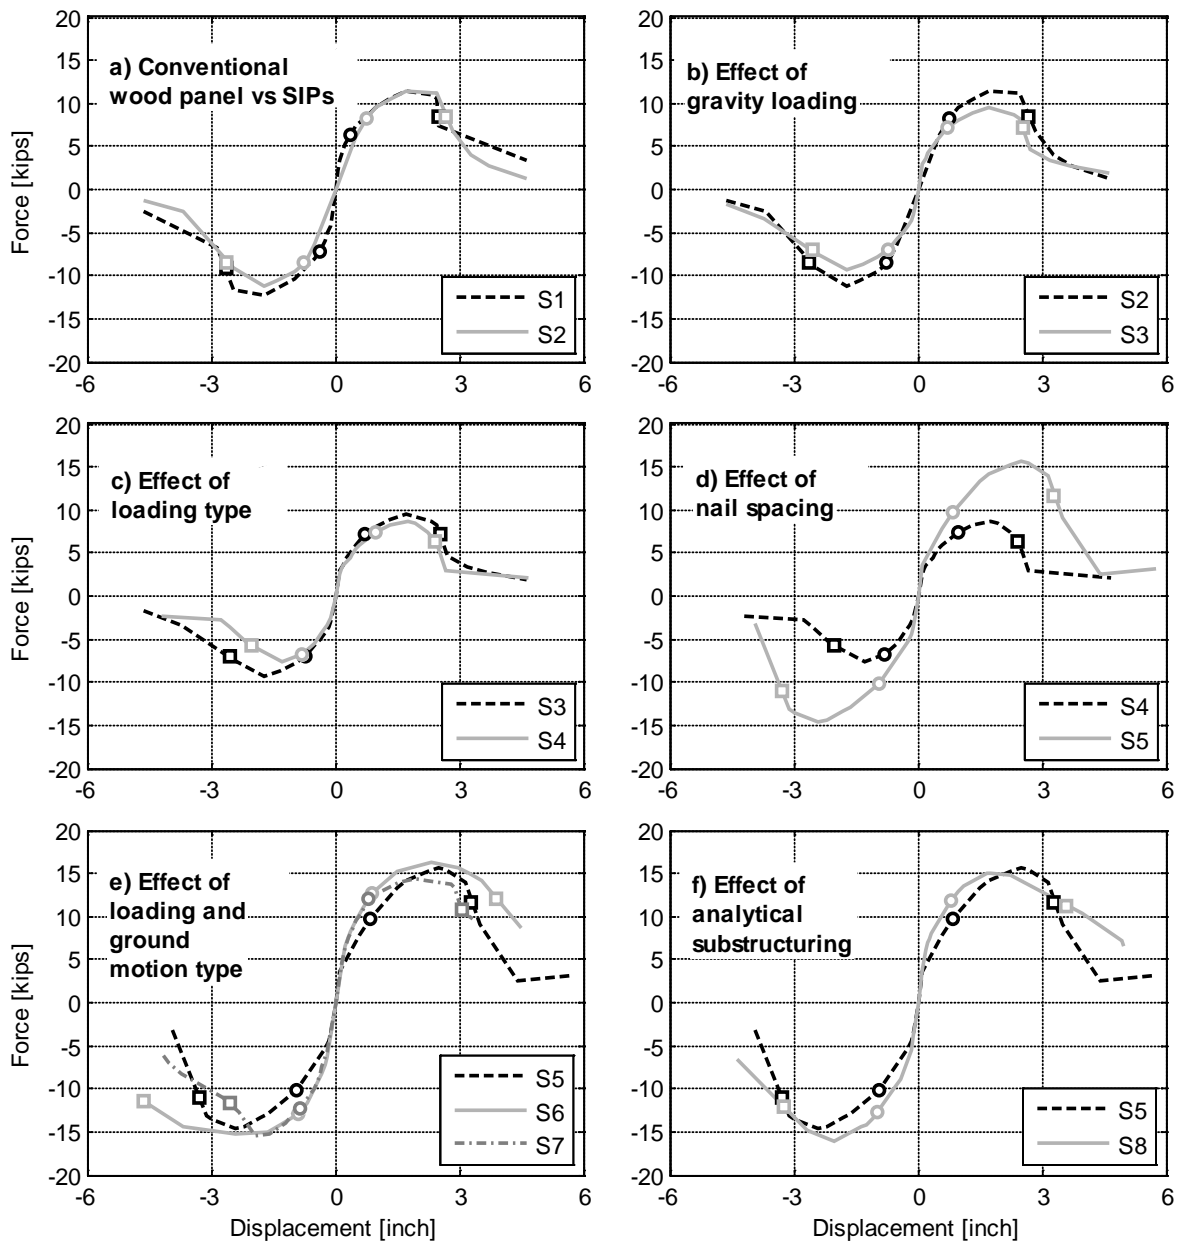 20
15
10
5
0
-5
-10
-15
-20
Force [kips]
a) Conventional
wood panel vs SIPs
S1
S2
-6
-3
0
3
6
20
15
10
5
0
-5
-10
-15
-20
b) Effect of
gravity loading
S2
S3
-6
-3
0
3
6
20
15
10
5
0
-5
-10
-15
-20
Force [kips]
c) Effect of
loading type
S3
S4
-6
-3
0
3
6
20
15
10
5
0
-5
-10
-15
-20
d) Effect of
nail spacing
S4
S5
-6
-3
0
3
6
20
15
10
5
0
-5
-10
-15
-20
Force [kips]
e) Effect of
loading and
ground
motion type
S5
S6
S7
-6
-3
0
3
6
Displacement [inch]
20
15
10
5
0
-5
-10
-15
-20
f) Effect of
analytical
substructuring
S5
S8
-6
-3
0
3
6
Displacement [inch]